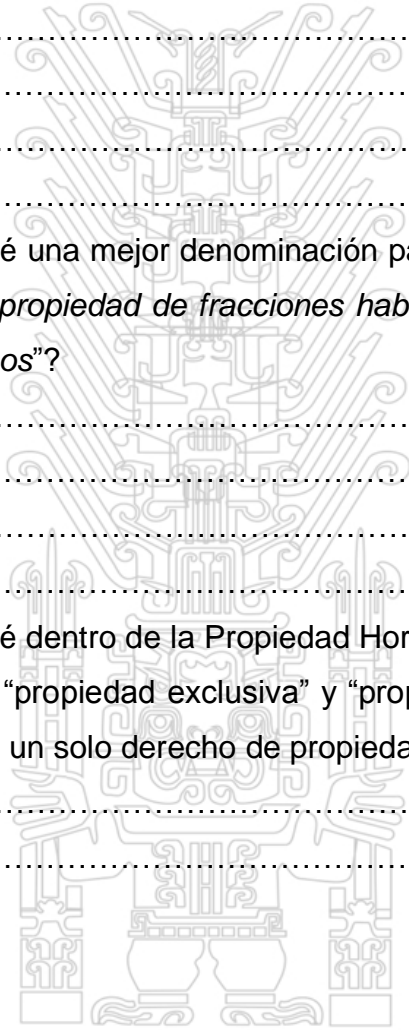 ……………………………………
……………………………………
……………………………………
……………………………………
é una mejor denominación pa
propiedad de fracciones hab
os”?
……………………………………
……………………………………
……………………………………
……………………………………
é dentro de la Propiedad Hor
“propiedad exclusiva” y “prop
un solo derecho de propieda
……………………………………
……………………………………